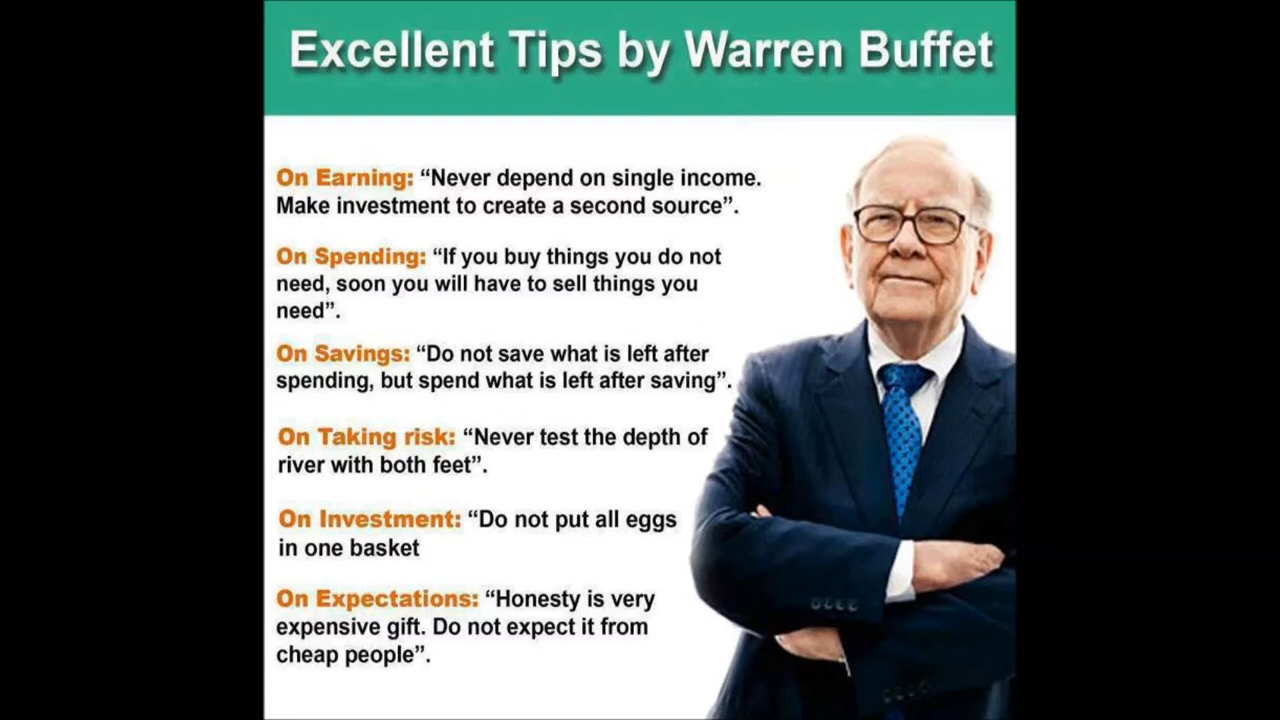 Excellent Tips by Warren Buffet
On Earning: “Never depend on single income.
Make investment to create a second source”.
On Spending: “If you buy things you do not
need, soon you will have to sell things you
need”.
On Savings: “Do not save what is left after
spending, but spend what is left after saving”.
On Taking risk: “Never test the depth of
river with both feet”.
On Investment: “Do not put all eggs
in one basket
On Expectations: “Honesty is very
expensive gift. Do not expect it from
cheap people”.